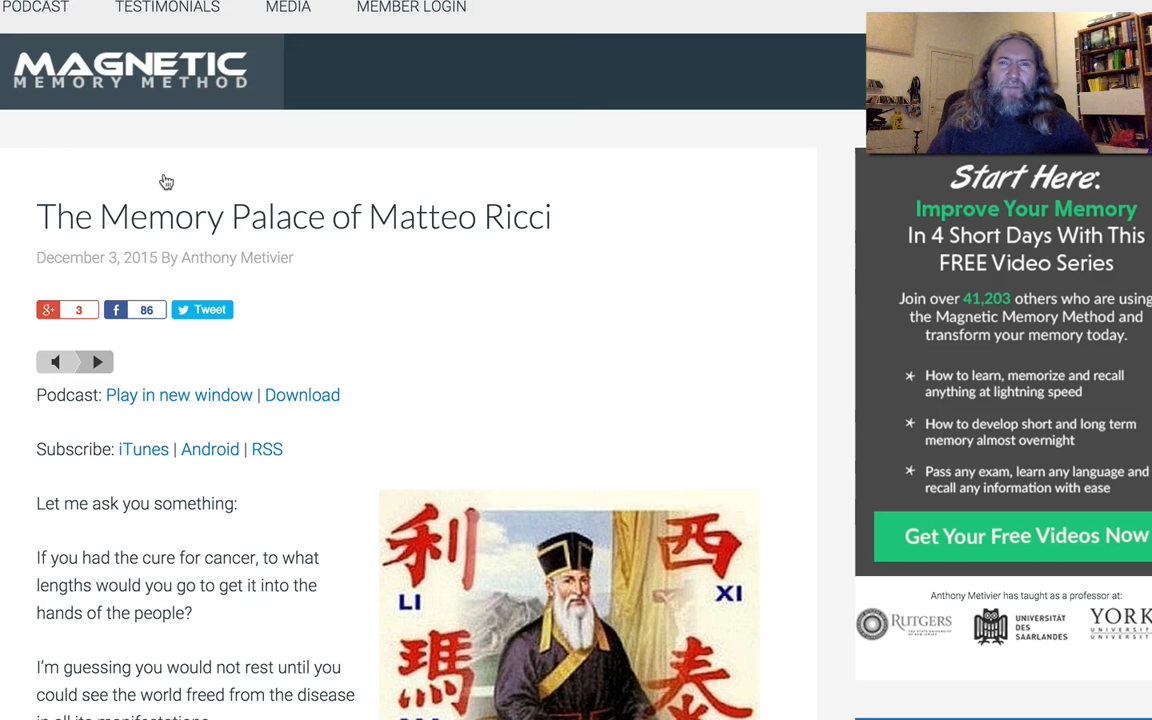 PODCAST TESTIMONIALS MEDIA MEMBER LOGIN
MAGNETIC
MEMORY METHOD
The Memory Palace of Matteo Ricci
December 3, 2015 By Anthony Metivier
3 86 Tweet
Podcast: Play in new window | Download
Subscribe: iTunes | Android | RSS
Let me ask you something:
If you had the cure for cancer, to what
lengths would you go to get it into the
hands of the people?
I'm guessing you would not rest until you
could see the world freed from the disease
in all its manifestations
利 西
LI XI
瑪 泰
Start Here:
Improve Your Memory
In 4 Short Days With This
FREE Video Series
Join over 41,203 others who are using
the Magnetic Memory Method and
transform your memory today.
* How to learn, memorize and recall
anything at lightning speed
* How to develop short and long term
memory almost overnight
* Pass any exam, learn any language and
recall any information with ease
Get Your Free Videos Now
Anthony Metivier has taught as a professor at:
RUTGERS
UNIVERSITÄT
DES
SAARLANDES
YORK